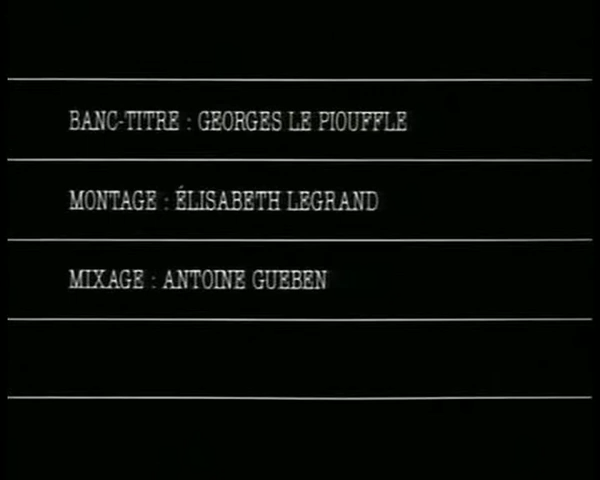 BANC-TITRE : GEORGES LE PIOUFFLE
MONTAGE : ÉLISABETH LEGRAND
MIXAGE : ANTOINE GUEBEN